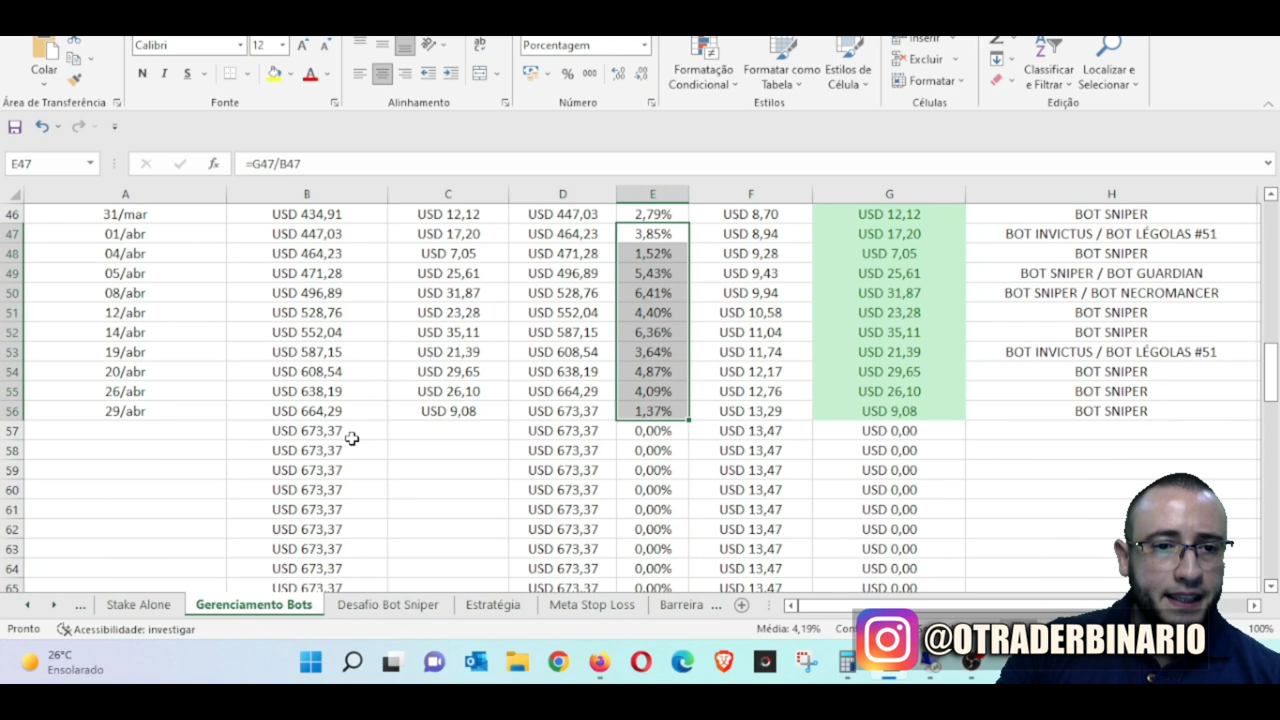 Inserir
Calibri 12 A A Porcentagem
Colar N I S A % 000 Formatação Formatar como Estilos de Excluir Classificar Localizar e
Condicional Tabela Célula Formatar e Filtrar Selecionar
Área de Transferência Fonte Alinhamento Número Estilos Células Edição
E47 fx =G47/B47
A B C D E F G H
46 31/mar USD 434,91 USD 12,12 USD 447,03 2,79% USD 8,70 USD 12,12 BOT SNIPER
47 01/abr USD 447,03 USD 17,20 USD 464,23 3,85% USD 8,94 USD 17,20 BOT INVICTUS / BOT LÉGOLAS #51
48 04/abr USD 464,23 USD 7,05 USD 471,28 1,52% USD 9,28 USD 7,05 BOT SNIPER
49 05/abr USD 471,28 USD 25,61 USD 496,89 5,43% USD 9,43 USD 25,61 BOT SNIPER / BOT GUARDIAN
50 08/abr USD 496,89 USD 31,87 USD 528,76 6,41% USD 9,94 USD 31,87 BOT SNIPER / BOT NECROMANCER
51 12/abr USD 528,76 USD 23,28 USD 552,04 4,40% USD 10,58 USD 23,28 BOT SNIPER
52 14/abr USD 552,04 USD 35,11 USD 587,15 6,36% USD 11,04 USD 35,11 BOT SNIPER
53 19/abr USD 587,15 USD 21,39 USD 608,54 3,64% USD 11,74 USD 21,39 BOT INVICTUS / BOT LÉGOLAS #51
54 20/abr USD 608,54 USD 29,65 USD 638,19 4,87% USD 12,17 USD 29,65 BOT SNIPER
55 26/abr USD 638,19 USD 26,10 USD 664,29 4,09% USD 12,76 USD 26,10 BOT SNIPER
56 29/abr USD 664,29 USD 9,08 USD 673,37 1,37% USD 13,29 USD 9,08 BOT SNIPER
57 USD 673,37 USD 673,37 0,00% USD 13,47 USD 0,00
58 USD 673,37 USD 673,37 0,00% USD 13,47 USD 0,00
59 USD 673,37 USD 673,37 0,00% USD 13,47 USD 0,00
60 USD 673,37 USD 673,37 0,00% USD 13,47 USD 0,00
61 USD 673,37 USD 673,37 0,00% USD 13,47 USD 0,00
62 USD 673,37 USD 673,37 0,00% USD 13,47 USD 0,00
63 USD 673,37 USD 673,37 0,00% USD 13,47 USD 0,00
64 USD 673,37 USD 673,37 0,00% USD 13,47 USD 0,00
65 USD 673,37 USD 673,37 0,00% USD 13,47 USD 0,00
... Stake Alone Gerenciamento Bots Desafio Bot Sniper Estratégia Meta Stop Loss Barreira ...
Pronto Acessibilidade: investigar Média: 4,19% 100%
@OTRADERBINARIO
26°C
Ensolarado